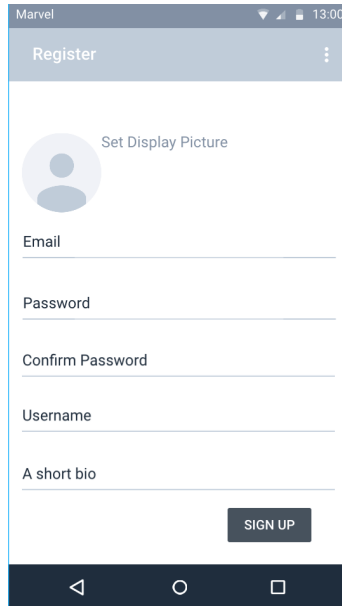 Marvel 13:00
Register
Set Display Picture
Email
Password
Confirm Password
Username
A short bio
SIGN UP